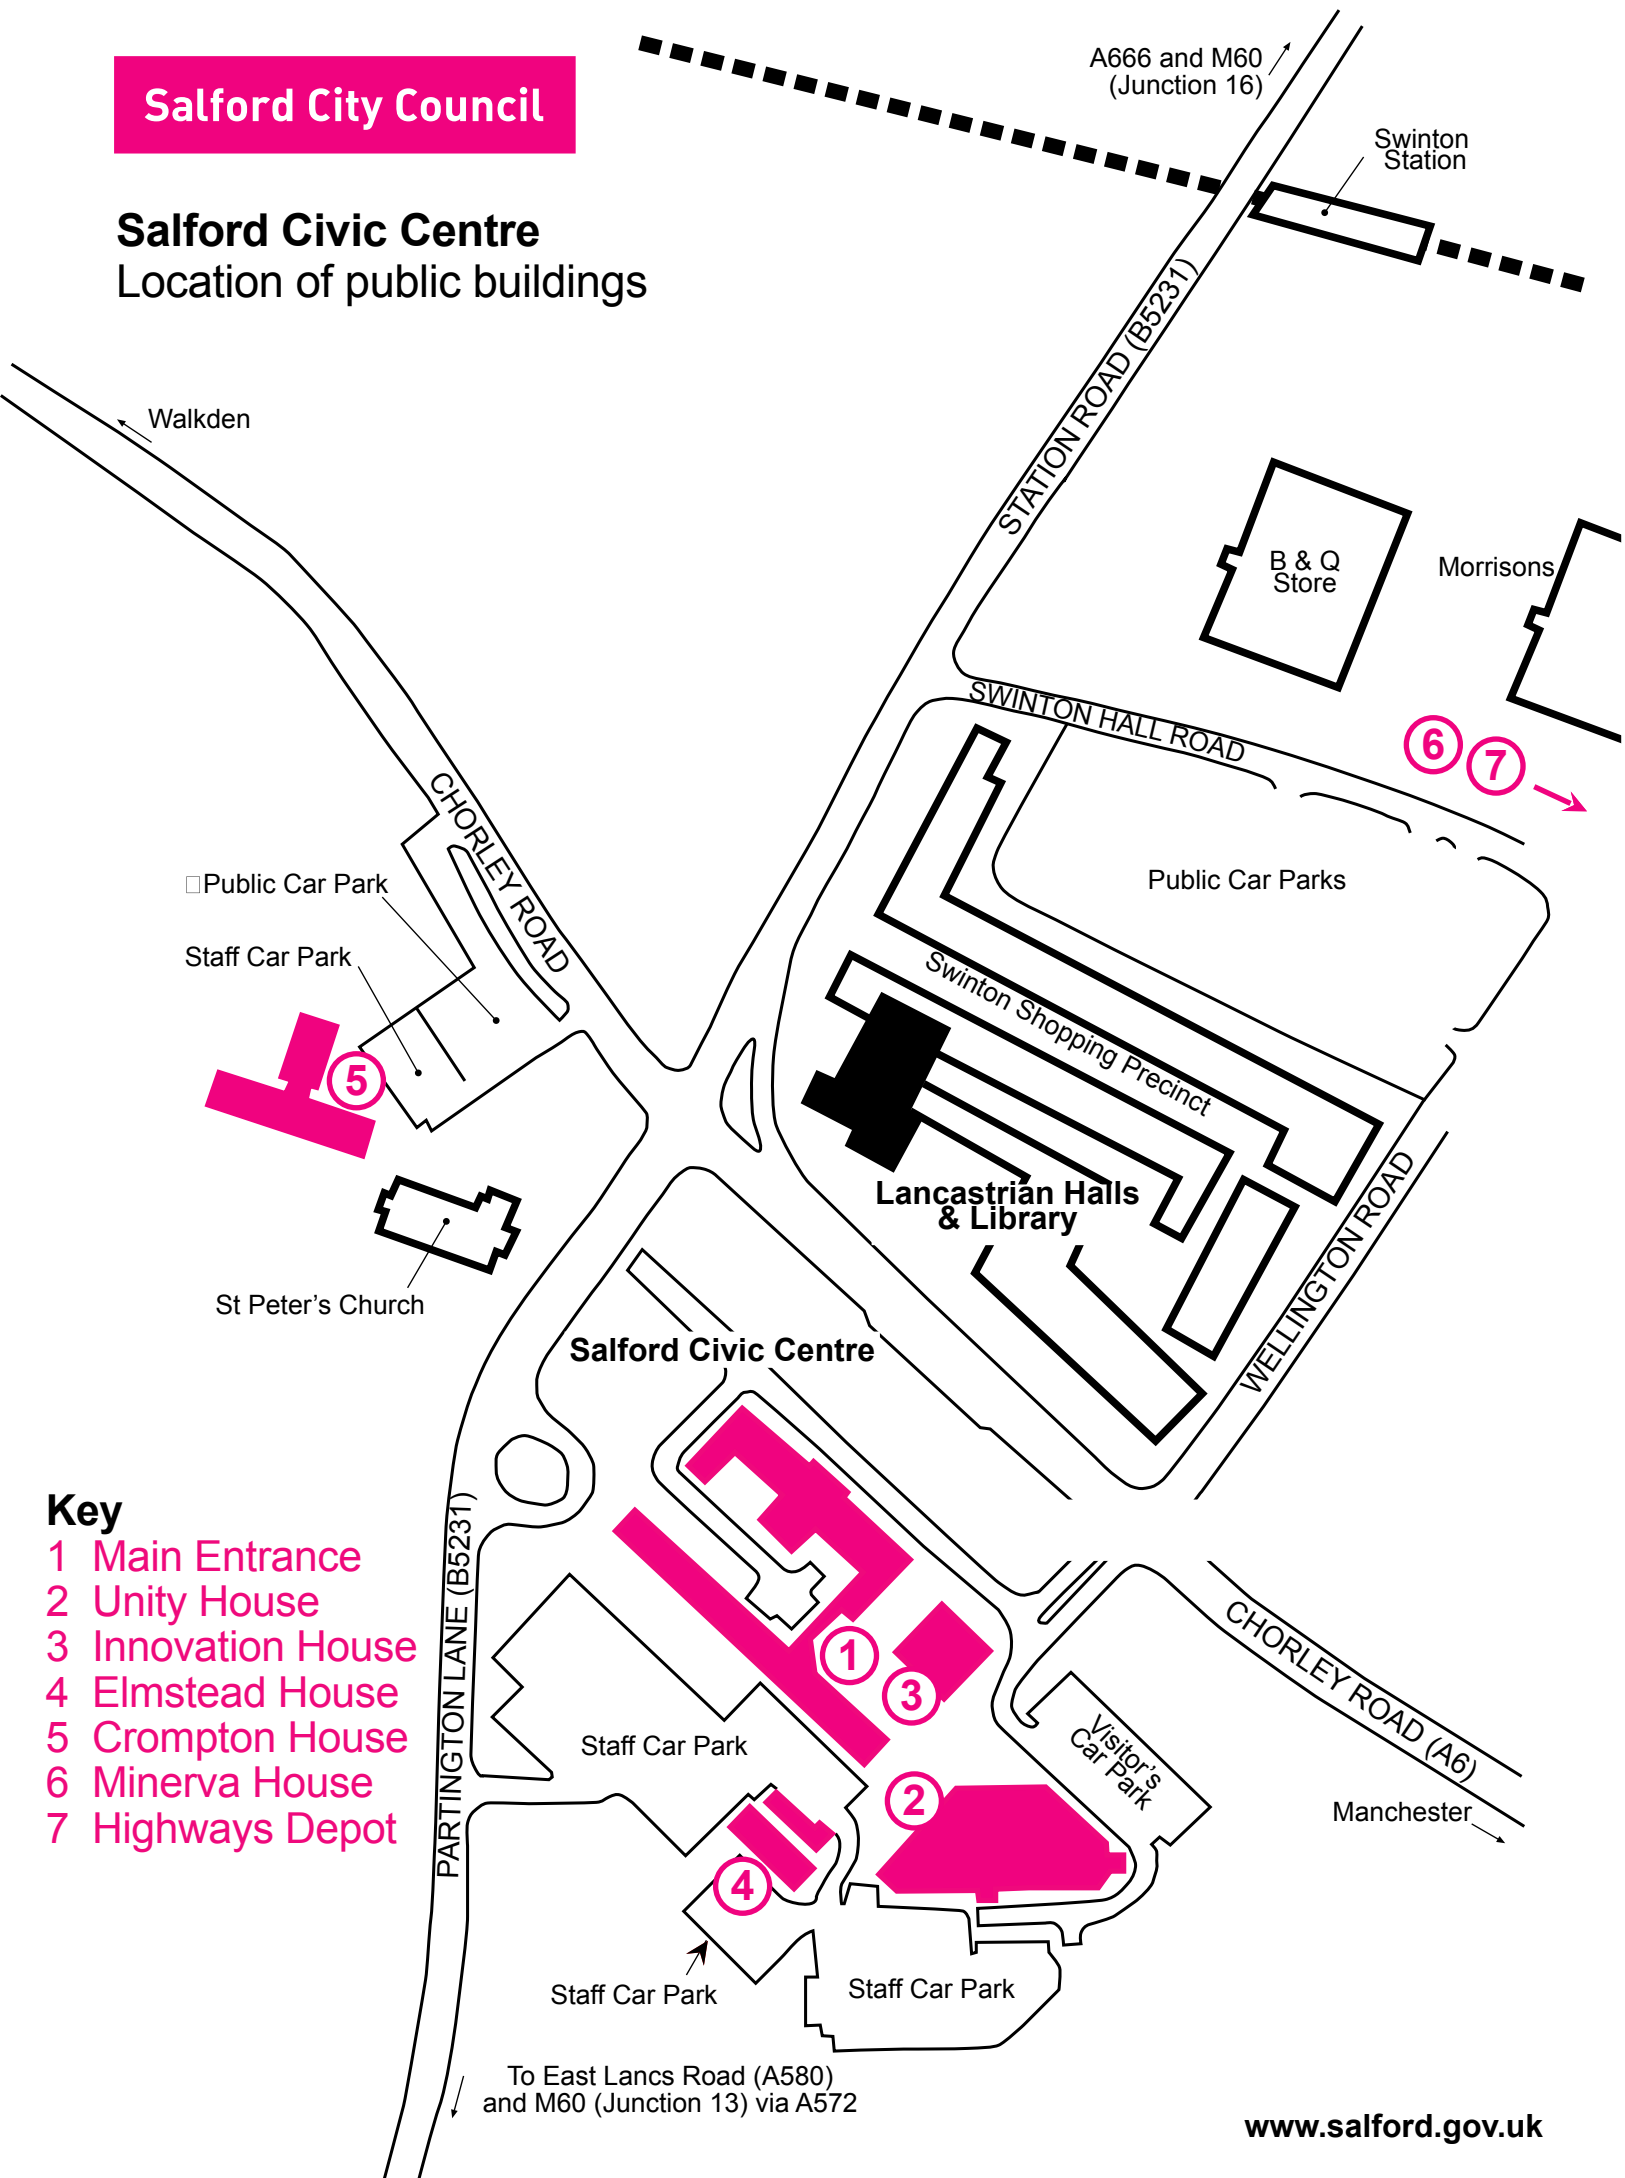 Salford City Council
A666 and M60
(Junction 16)
Swinton
Station
Salford Civic Centre
Location of public buildings
STATION ROAD (B5231)
Walkden
B & Q
Store
Morrisons
SWINTON HALL ROAD
6
7
CHORLEY ROAD
Public Car Park
Public Car Parks
Staff Car Park
Swinton Shopping Precinct
5
Lancastrian Halls
& Library
WELLINGTON ROAD
St Peter's Church
Salford Civic Centre
Key
1 Main Entrance
2 Unity House
3 Innovation House
4 Elmstead House
5 Crompton House
6 Minerva House
7 Highways Depot
PARTINGTON LANE (B5231)
1
3
CHORLEY ROAD (A6)
Staff Car Park
Visitor's
Car Park
2
Manchester
4
Staff Car Park
Staff Car Park
To East Lancs Road (A580)
and M60 (Junction 13) via A572
www.salford.gov.uk